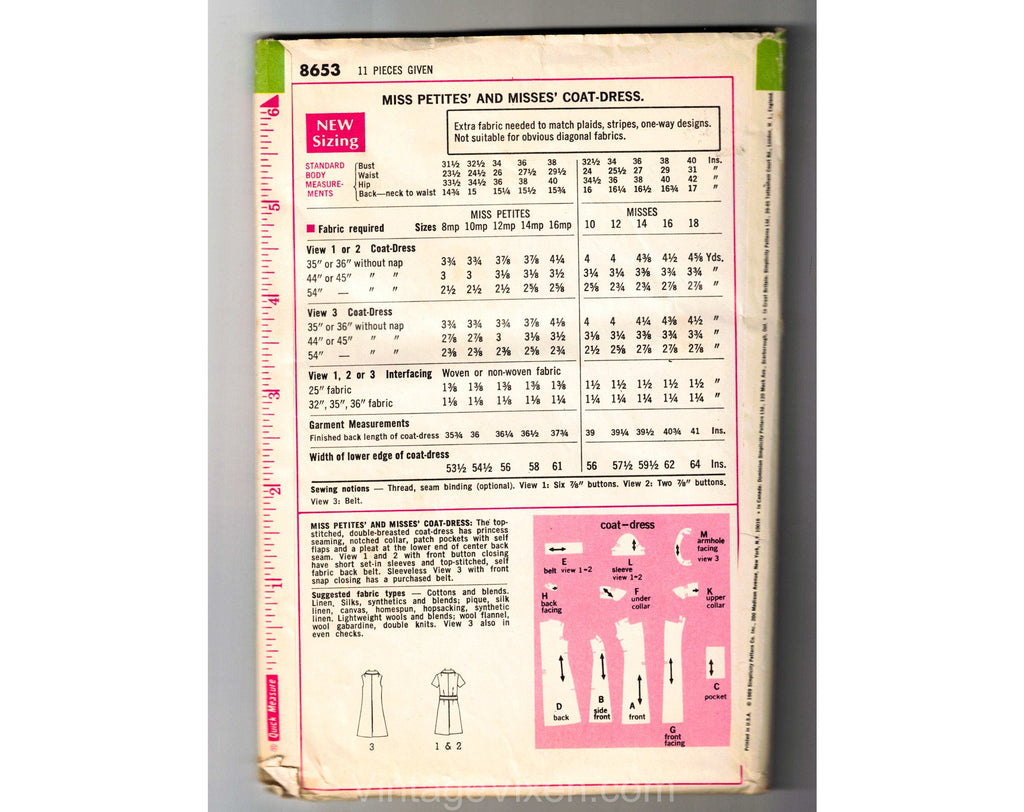 8653 11 PIECES GIVEN
MISS PETITES' AND MISSES' COAT-DRESS.
NEW
Sizing
Extra fabric needed to match plaids, stripes, one-way designs.
Not suitable for obvious diagonal fabrics.
STANDARD BODY MEASUREMENTS
Bust 31½ 32½ 34 36 38 32½ 34 36 38 40 Ins.
Waist 23½ 24½ 26 27½ 29½ 24 25½ 27 29 31 "
Hip 33½ 34½ 36 38 40 34½ 36 38 40 42 "
Back—neck to waist 14¾ 15 15¼ 15½ 15¾ 16 16¼ 16½ 16¾ 17 "
MISS PETITES MISSES
Fabric required Sizes 8mp 10mp 12mp 14mp 16mp 10 12 14 16 18
View 1 or 2 Coat-Dress
35" or 36" without nap 3¾ 3¾ 3⅞ 3⅞ 4¼ 4 4 4⅜ 4½ 4⅝ Yds.
44" or 45" " " 3 3 3⅛ 3⅛ 3½ 3¼ 3¼ 3⅜ 3¾ 3¾ "
54" — " " 2½ 2½ 2½ 2⅝ 2⅝ 2⅝ 2¾ 2¾ 2⅞ 2⅞ "
View 3 Coat-Dress
35" or 36" without nap 3¾ 3¾ 3¾ 3⅞ 4⅛ 4 4 4¼ 4⅜ 4½ "
44" or 45" " " 2⅞ 2⅞ 3 3⅛ 3½ 3⅛ 3¼ 3⅜ 3¾ 3¾ "
54" — " " 2⅜ 2⅜ 2⅜ 2⅝ 2¾ 2½ 2⅝ 2⅞ 2⅞ 2⅞ "
View 1, 2 or 3 Interfacing Woven or non-woven fabric
25" fabric 1⅜ 1⅜ 1⅜ 1⅜ 1⅜ 1½ 1½ 1½ 1½ 1½ "
32", 35", 36" fabric 1⅛ 1⅛ 1⅛ 1⅛ 1¼ 1¼ 1¼ 1¼ 1¼ 1¼ "
Garment Measurements
Finished back length of coat-dress 35¾ 36 36¼ 36½ 37¾ 39 39¼ 39½ 40¾ 41 Ins.
Width of lower edge of coat-dress
53½ 54½ 56 58 61 56 57½ 59½ 62 64 Ins.
Sewing notions — Thread, seam binding (optional). View 1: Six ⅞" buttons. View 2: Two ⅞" buttons.
View 3: Belt.
MISS PETITES' AND MISSES' COAT-DRESS: The top-
stitched, double-breasted coat-dress has princess
seaming, notched collar, patch pockets with self
flaps and a pleat at the lower end of center back
seam. View 1 and 2 with front button closing
have short set-in sleeves and top-stitched, self
fabric back belt. Sleeveless View 3 with front
snap closing has a purchased belt.
Suggested fabric types — Cottons and blends.
Linen, Silks, synthetics and blends; pique, silk
linen, canvas, homespun, hopsacking, synthetic
linen. Lightweight wools and blends; wool flannel,
wool gabardine, double knits. View 3 also in
even checks.
3
1 & 2
coat-dress
E
belt view 1-2
L
sleeve
view 1-2
M
armhole
facing
view 3
H
back
facing
F
under
collar
K
upper
collar
D
back
B
side
front
A
front
G
front
facing
C
pocket
6
5
4
3
2
1
® Quick Measure
vintagevixen.com